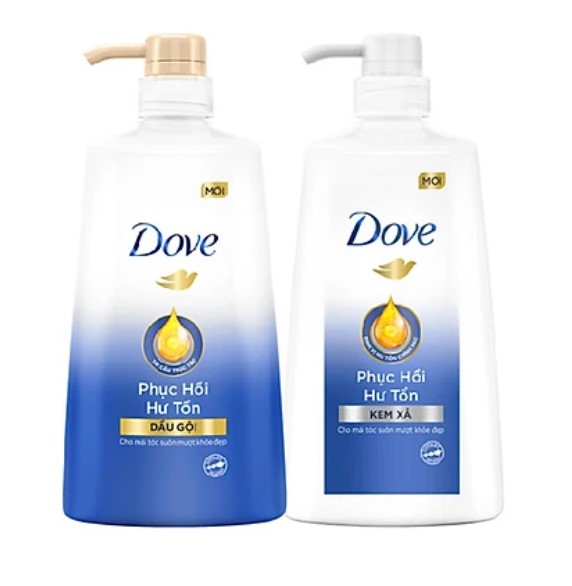 MỚI
Dove
Phục Hồi
Hư Tổn
DẦU GỘI
Cho mái tóc suôn mượt khỏe đẹp
MỚI
Dove
Phục Hồi
Hư Tổn
KEM XẢ
Cho mái tóc suôn mượt khỏe đẹp